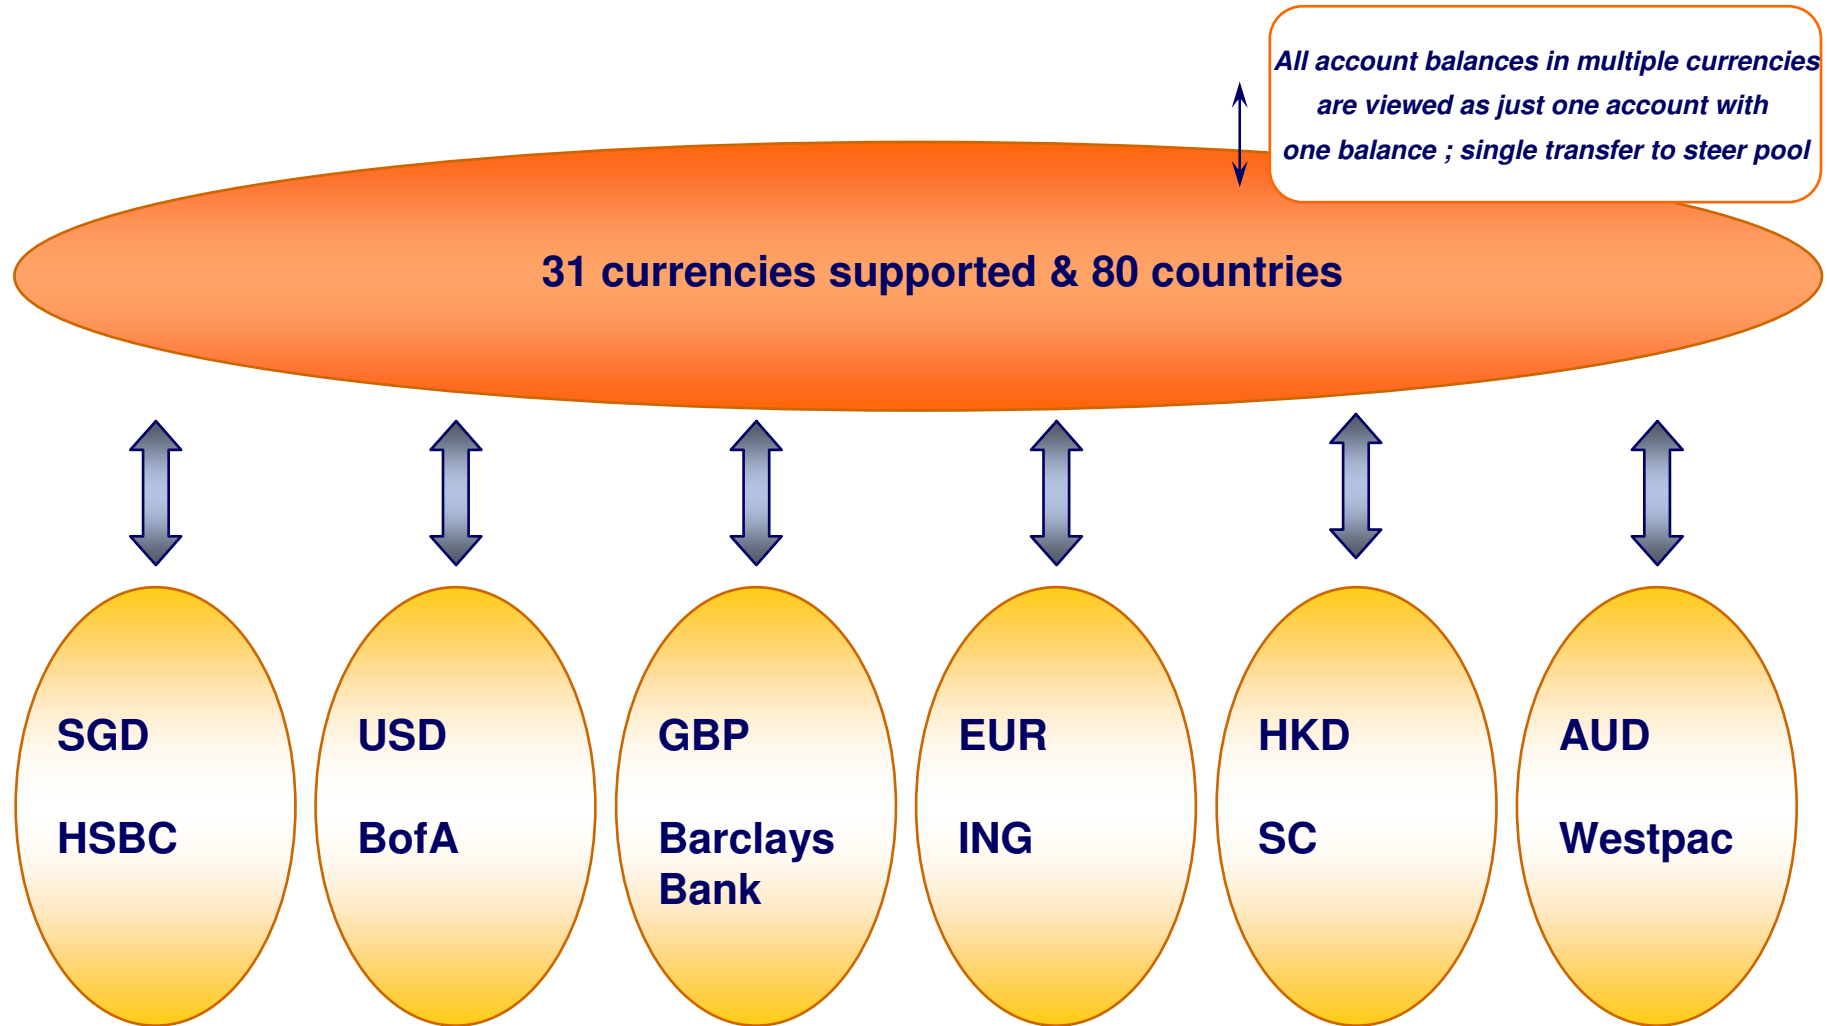 All account balances in multiple currencies
are viewed as just one account with
one balance ; single transfer to steer pool
31 currencies supported & 80 countries
SGD
HSBC
USD
BofA
GBP
Barclays
Bank
EUR
ING
HKD
SC
AUD
Westpac